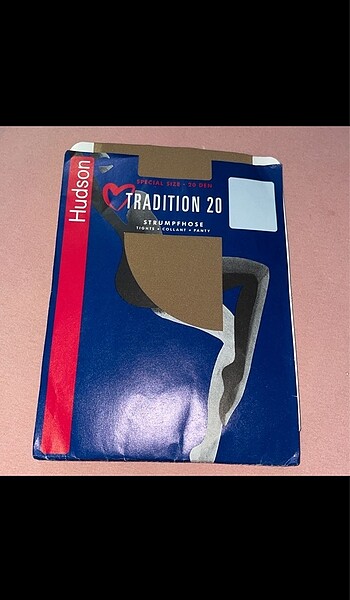 Hudson
SPECIAL SIZE • 20 DEN
TRADITION 20
STRUMPFHOSE
TIGHTS • COLLANT • PANTY